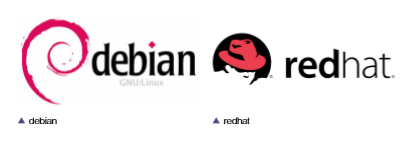 debian
GNU/Linux
redhat.
▲ debian
▲ redhat